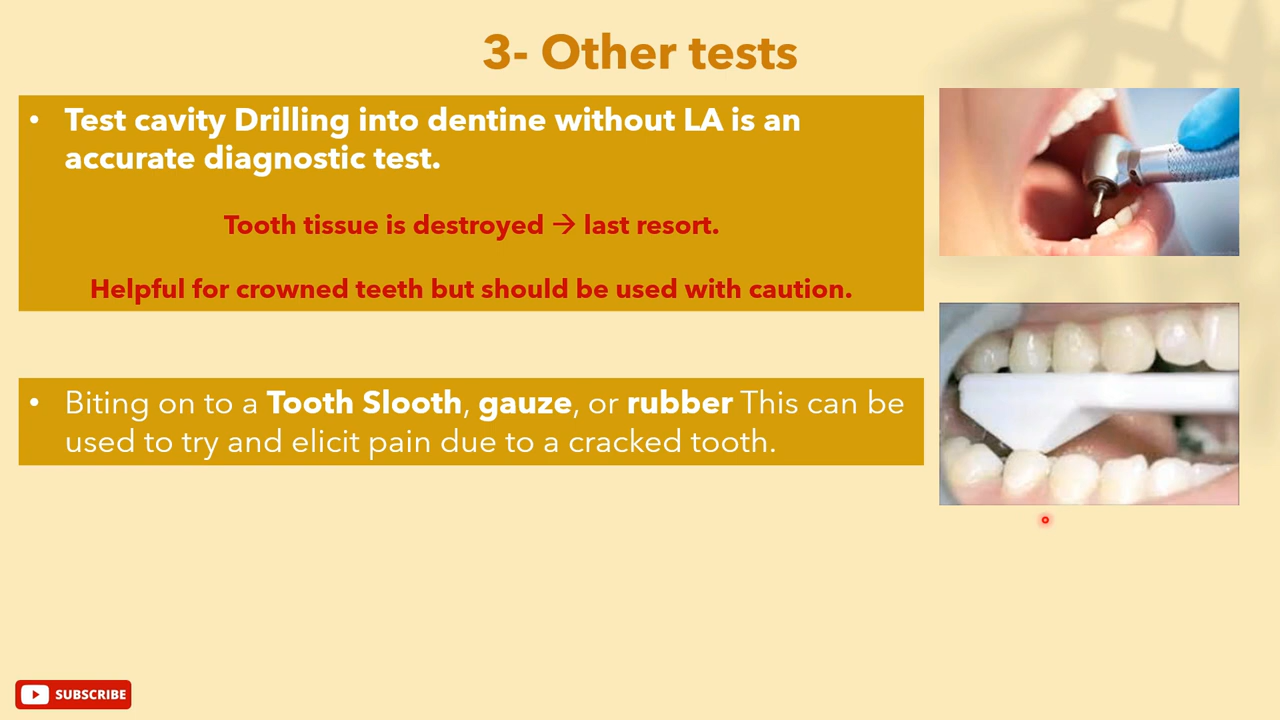 3- Other tests
• Test cavity Drilling into dentine without LA is an
accurate diagnostic test.
Tooth tissue is destroyed → last resort.
Helpful for crowned teeth but should be used with caution.
• Biting on to a Tooth Slooth, gauze, or rubber This can be
used to try and elicit pain due to a cracked tooth.
SUBSCRIBE